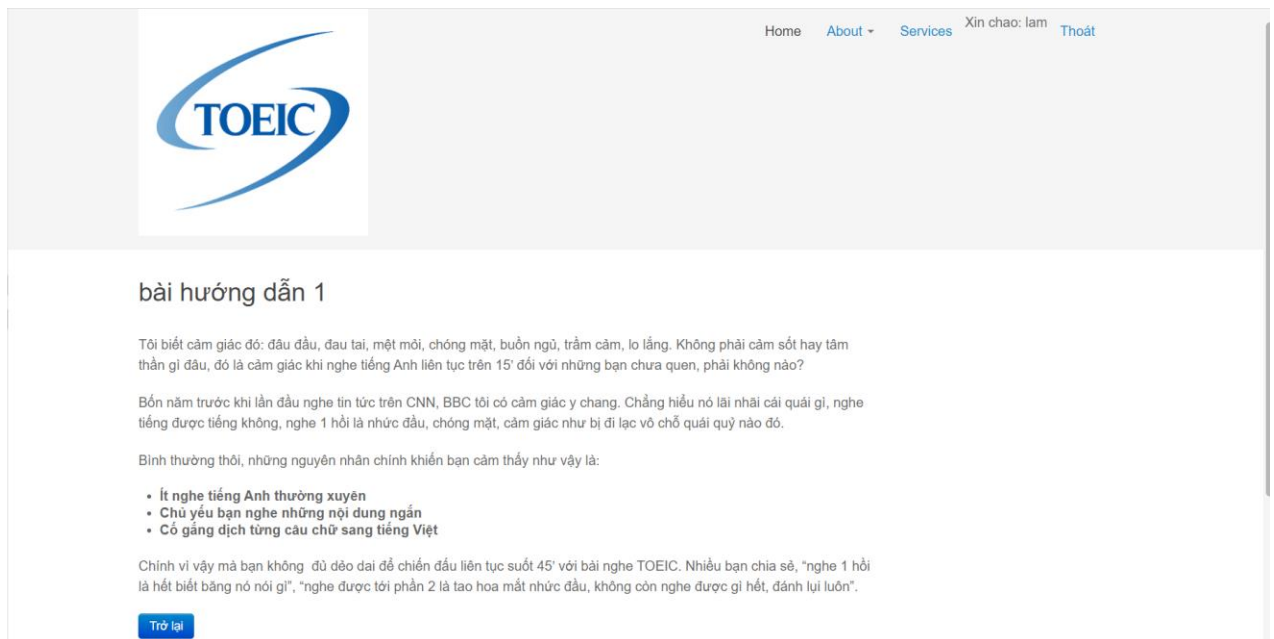 Home About Services Xin chao: lam Thoát
TOEIC
bài hướng dẫn 1
Tôi biết cảm giác đó: đâu đầu, đau tai, mệt mỏi, chóng mặt, buồn ngủ, trầm cảm, lo lắng. Không phải cảm sốt hay tâm
thần gì đâu, đó là cảm giác khi nghe tiếng Anh liên tục trên 15' đối với những bạn chưa quen, phải không nào?
Bốn năm trước khi lần đầu nghe tin tức trên CNN, BBC tôi có cảm giác y chang. Chẳng hiểu nó lãi nhãi cái quái gì, nghe
tiếng được tiếng không, nghe 1 hồi là nhức đầu, chóng mặt, cảm giác như bị đi lạc vô chỗ quái quỷ nào đó.
Bình thường thôi, những nguyên nhân chính khiến bạn cảm thấy như vậy là:
• Ít nghe tiếng Anh thường xuyên
• Chủ yếu bạn nghe những nội dung ngắn
• Cố gắng dịch từng câu chữ sang tiếng Việt
Chính vì vậy mà bạn không đủ dẻo dai để chiến đấu liên tục suốt 45' với bài nghe TOEIC. Nhiều bạn chia sẻ, “nghe 1 hồi
là hết biết băng nó nói gì”, “nghe được tới phần 2 là tao hoa mắt nhức đầu, không còn nghe được gì hết, đánh lụi luôn”.
Trở lại